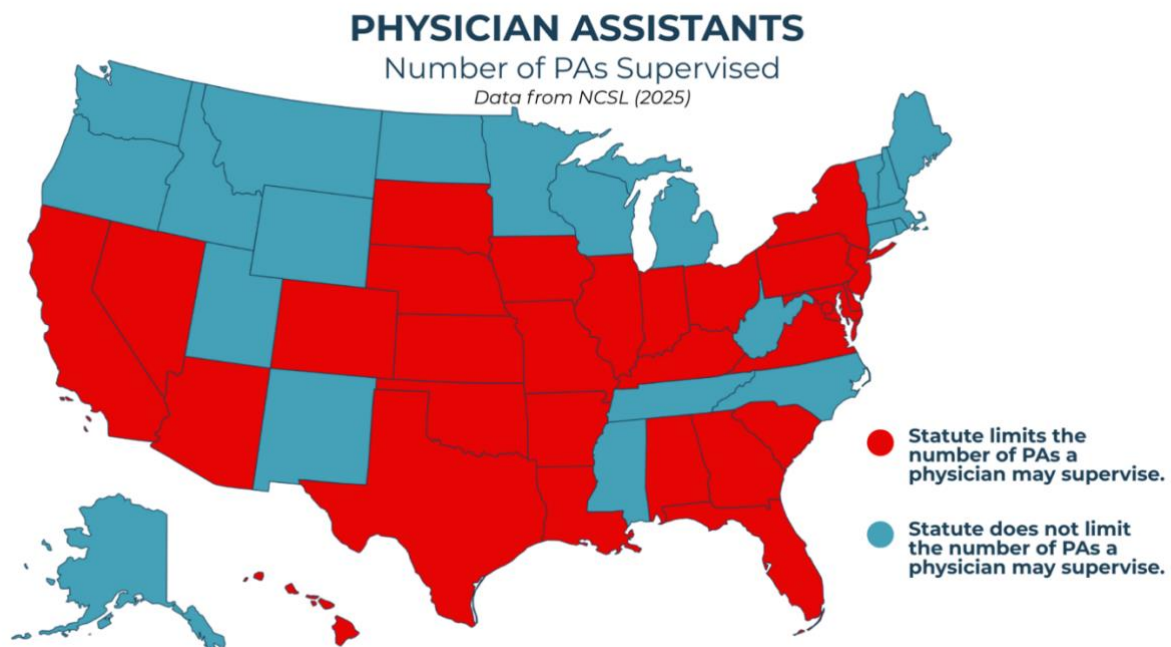 PHYSICIAN ASSISTANTS
Number of PAs Supervised
Data from NCSL (2025)
Statute limits the
number of PAs a
physician may supervise.
Statute does not limit
the number of PAs a
physician may supervise.